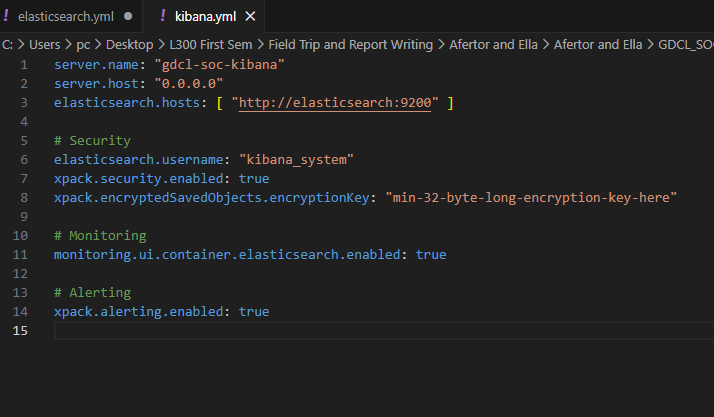 ! elasticsearch.yml ●
! kibana.yml ×
C: > Users > pc > Desktop > L300 First Sem > Field Trip and Report Writing > Afertor and Ella > Afertor and Ella > GDCL_SO
1 server.name: "gdcl-soc-kibana"
2 server.host: "0.0.0.0"
3 elasticsearch.hosts: [ "http://elasticsearch:9200" ]
4
5 # Security
6 elasticsearch.username: "kibana_system"
7 xpack.security.enabled: true
8 xpack.encryptedSavedObjects.encryptionKey: "min-32-byte-long-encryption-key-here"
9
10 # Monitoring
11 monitoring.ui.container.elasticsearch.enabled: true
12
13 # Alerting
14 xpack.alerting.enabled: true
15